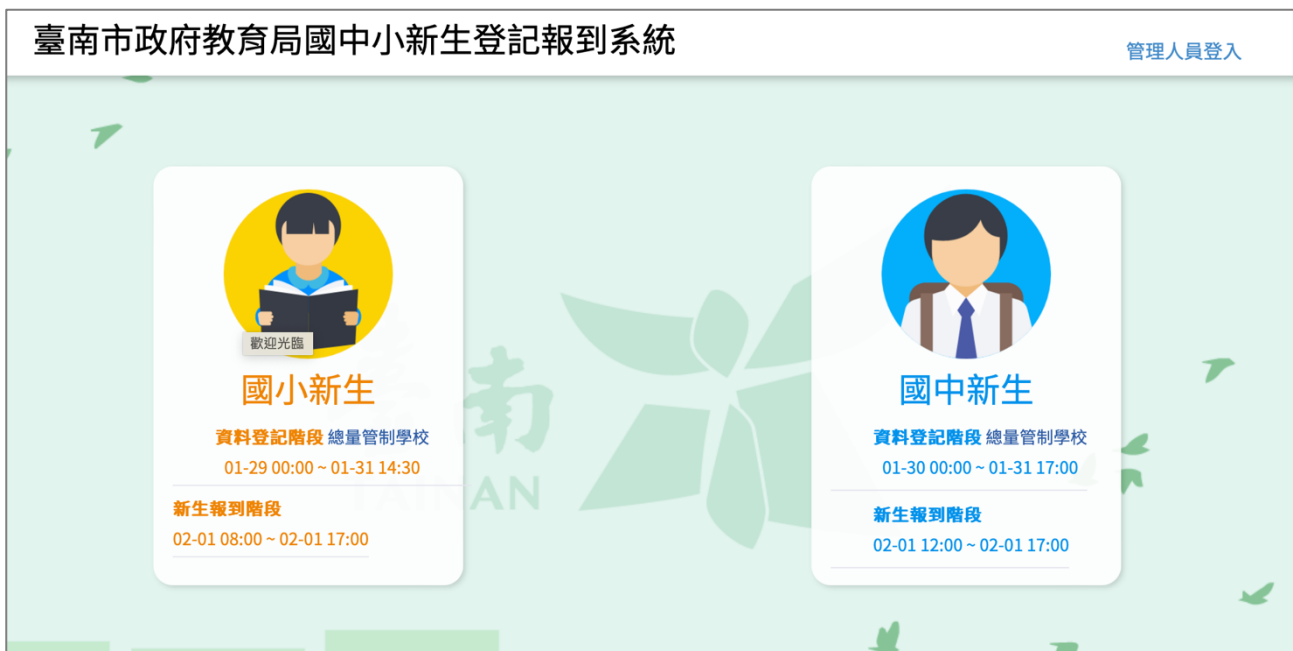 臺南市政府教育局國中小新生登記報到系統
管理人員登入
歡迎光臨
國小新生
資料登記階段 總量管制學校
01-29 00:00 ~ 01-31 14:30
新生報到階段
02-01 08:00 ~ 02-01 17:00
臺南
TAINAN
國中新生
資料登記階段 總量管制學校
01-30 00:00 ~ 01-31 17:00
新生報到階段
02-01 12:00 ~ 02-01 17:00